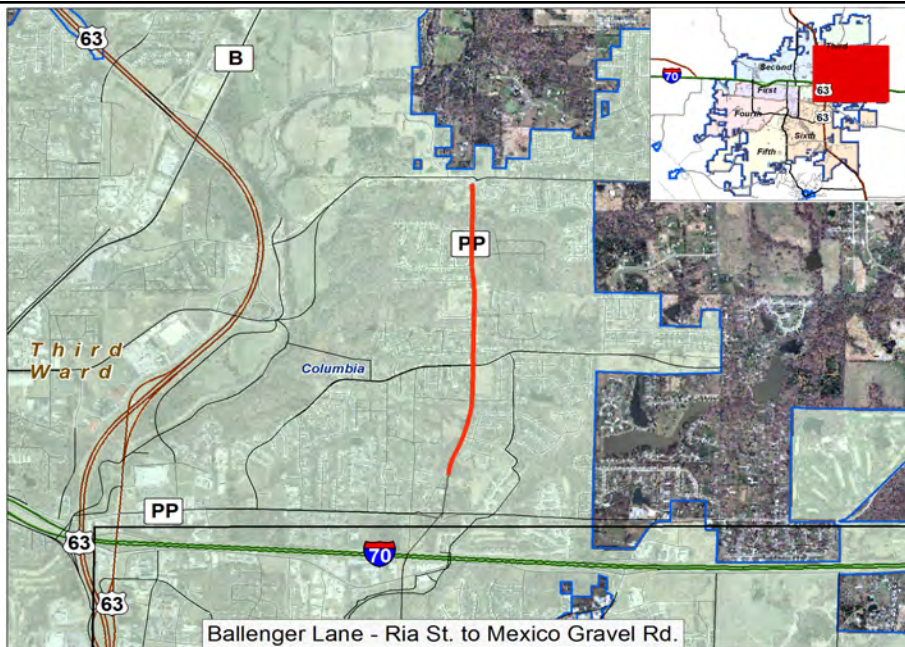 63
B
PP
Third
Ward
Columbia
PP
63
70
63
Third
Second
70
First
63
Fourth
63
Sixth
Fifth
Ballenger Lane - Ria St. to Mexico Gravel Rd.